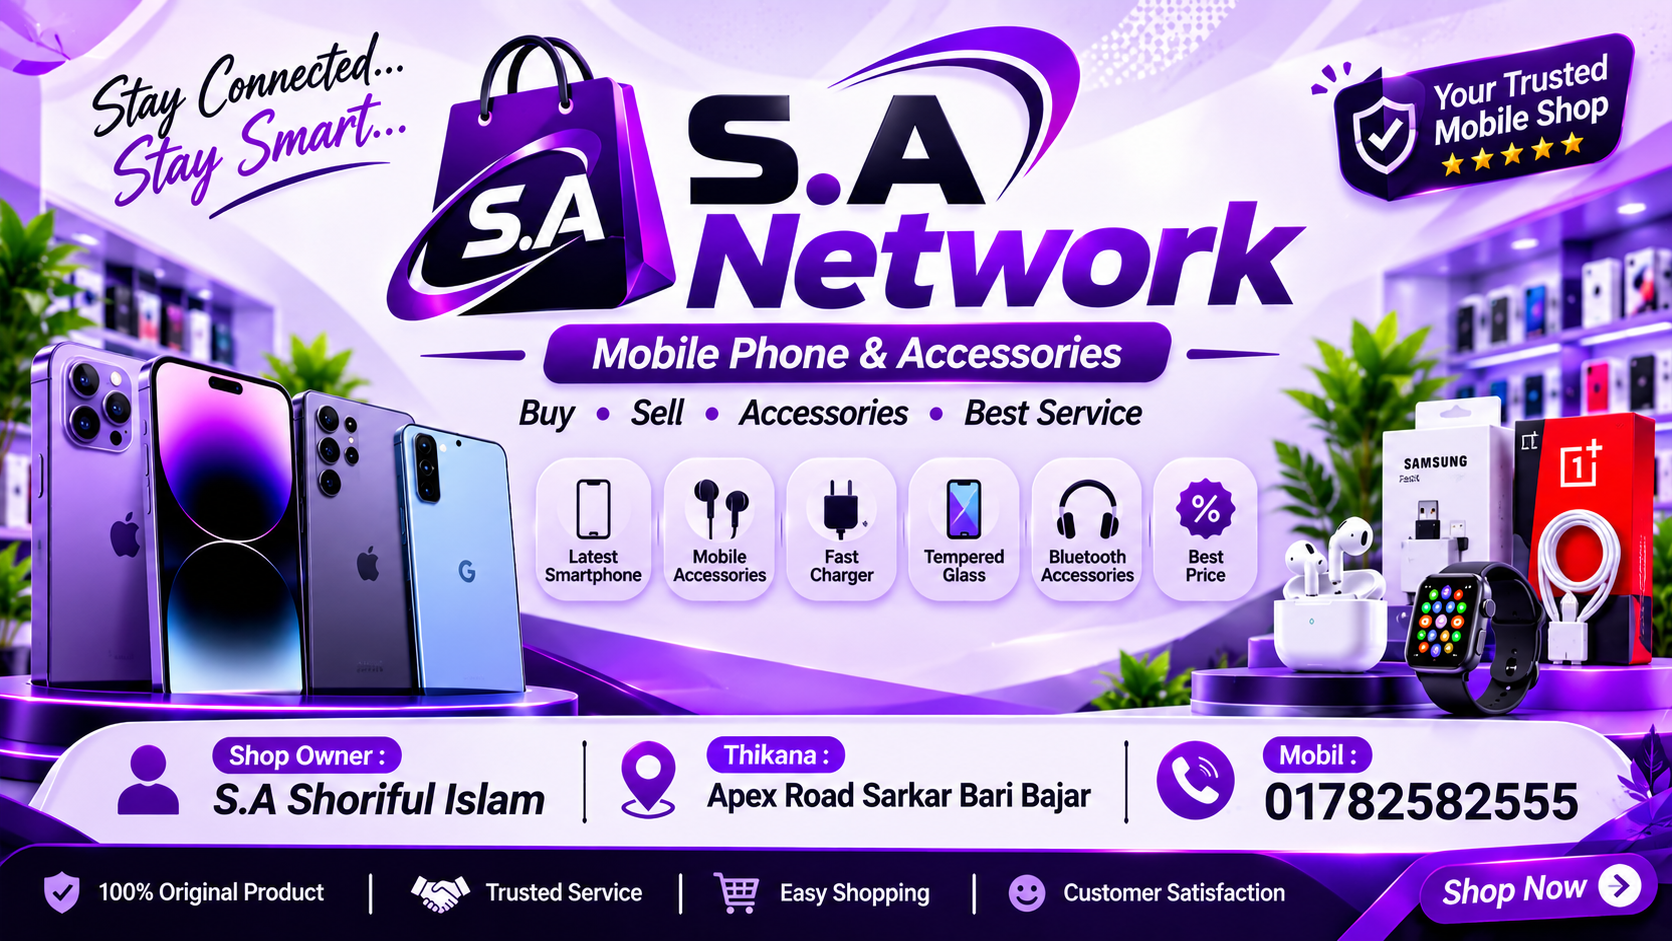 Stay Connected...
Stay Smart...
S.A
S.A
Network
Your Trusted
Mobile Shop
Mobile Phone & Accessories
Buy • Sell • Accessories • Best Service
Latest
Smartphone
Mobile
Accessories
Fast
Charger
Tempered
Glass
Bluetooth
Accessories
%
Best
Price
G
SAMSUNG
1+
Shop Owner :
S.A Shoriful Islam
Thikana :
Apex Road Sarkar Bari Bajar
Mobil :
01782582555
100% Original Product
Trusted Service
Easy Shopping
Customer Satisfaction
Shop Now